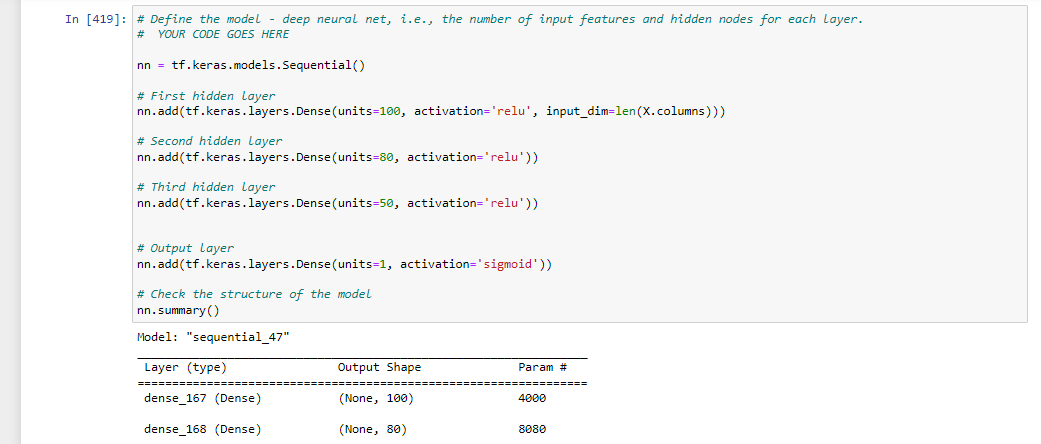 In [419]: # Define the model - deep neural net, i.e., the number of input features and hidden nodes for each layer.
# YOUR CODE GOES HERE
nn = tf.keras.models.Sequential()
# First hidden layer
nn.add(tf.keras.layers.Dense(units=100, activation='relu', input_dim=len(X.columns)))
# Second hidden layer
nn.add(tf.keras.layers.Dense(units=80, activation='relu'))
# Third hidden layer
nn.add(tf.keras.layers.Dense(units=50, activation='relu'))
# Output layer
nn.add(tf.keras.layers.Dense(units=1, activation='sigmoid'))
# Check the structure of the model
nn.summary()
Model: "sequential_47"
Layer (type) Output Shape Param #
=================================================================
dense_167 (Dense) (None, 100) 4000
dense_168 (Dense) (None, 80) 8080